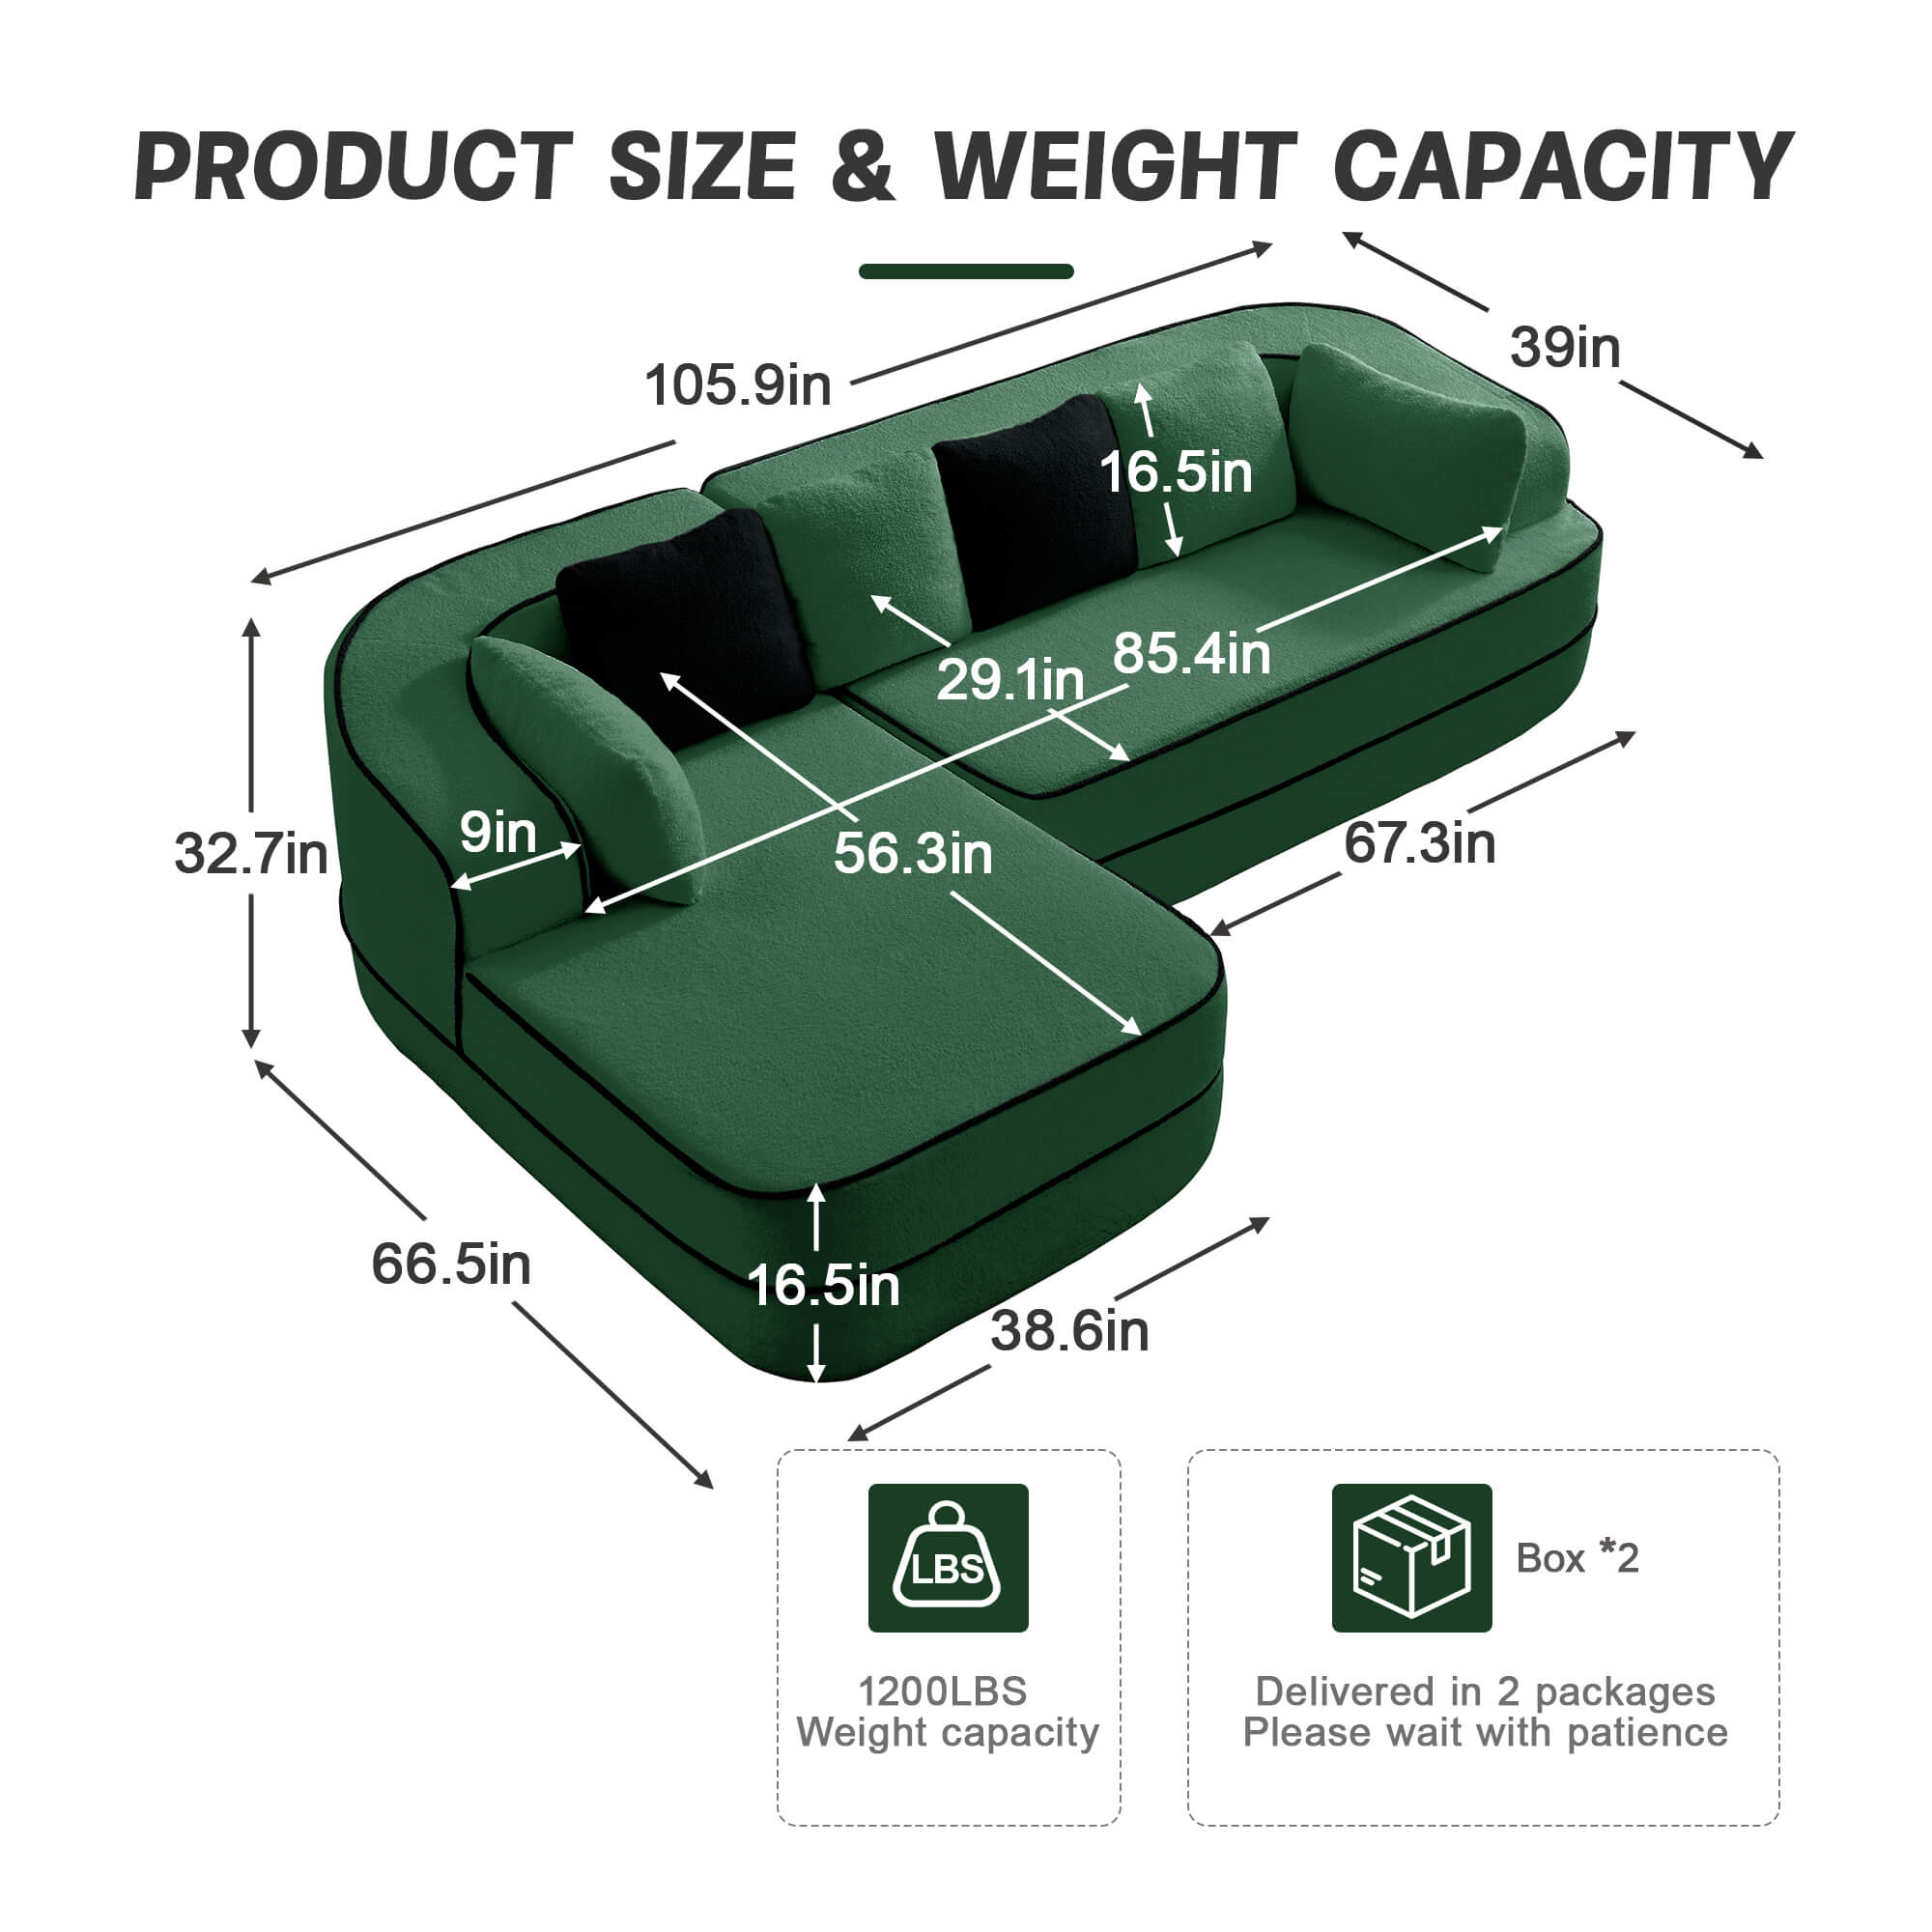 PRODUCT SIZE & WEIGHT CAPACITY
39in
105.9in
16.5in
85.4in
29.1in
9in
56.3in
32.7in
67.3in
66.5in
16.5in
38.6in
LBS
Box *2
1200LBS
Weight capacity
Delivered in 2 packages
Please wait with patience